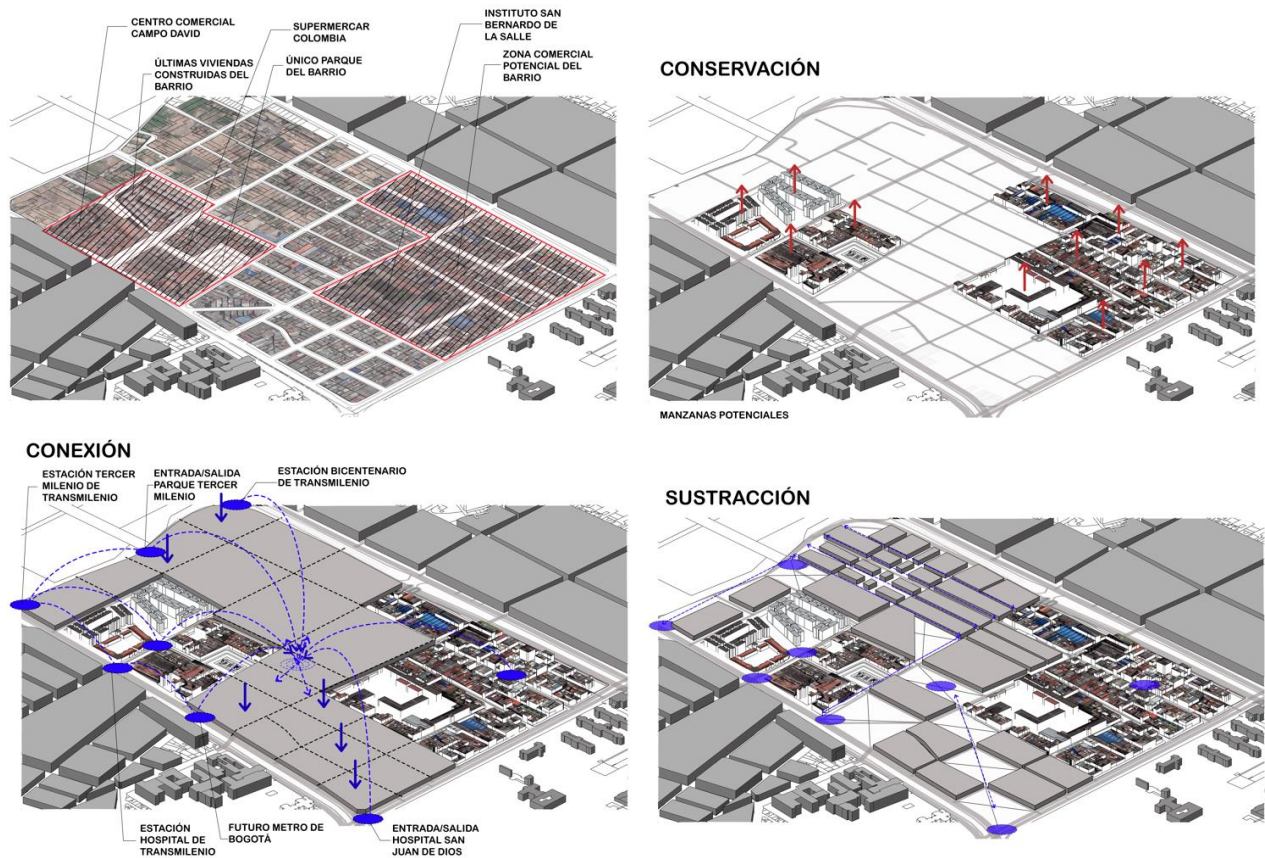 CENTRO COMERCIAL
CAMPO DAVID
ÚLTIMAS VIVIENDAS
CONSTRUIDAS DEL
BARRIO
SUPERMERCAR
COLOMBIA
ÚNICO PARQUE
DEL BARRIO
INSTITUTO SAN
BERNARDO DE
LA SALLE
ZONA COMERCIAL
POTENCIAL DEL
BARRIO
CONSERVACIÓN
MANZANAS POTENCIALES
CONEXIÓN
ESTACIÓN TERCER
MILENIO DE
TRANSMILENIO
ENTRADA/SALIDA
PARQUE TERCER
MILENIO
ESTACIÓN BICENTENARIO
DE TRANSMILENIO
ESTACIÓN
HOSPITAL DE
TRANSMILENIO
FUTURO METRO DE
BOGOTÀ
ENTRADA/SALIDA
HOSPITAL SAN
JUAN DE DIOS
SUSTRACCIÓN